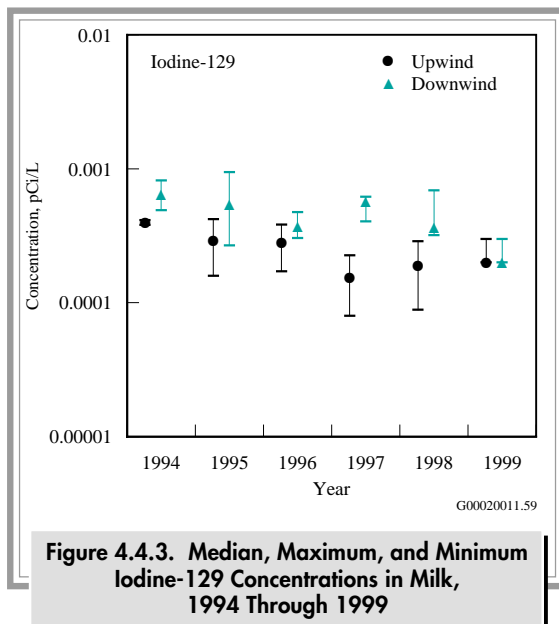 0.01
Iodine-129
Upwind
Downwind
0.001
Concentration, pCi/L
0.0001
0.00001
1994 1995 1996 1997 1998 1999
Year
G00020011.59
Figure 4.4.3. Median, Maximum, and Minimum
Iodine-129 Concentrations in Milk,
1994 Through 1999